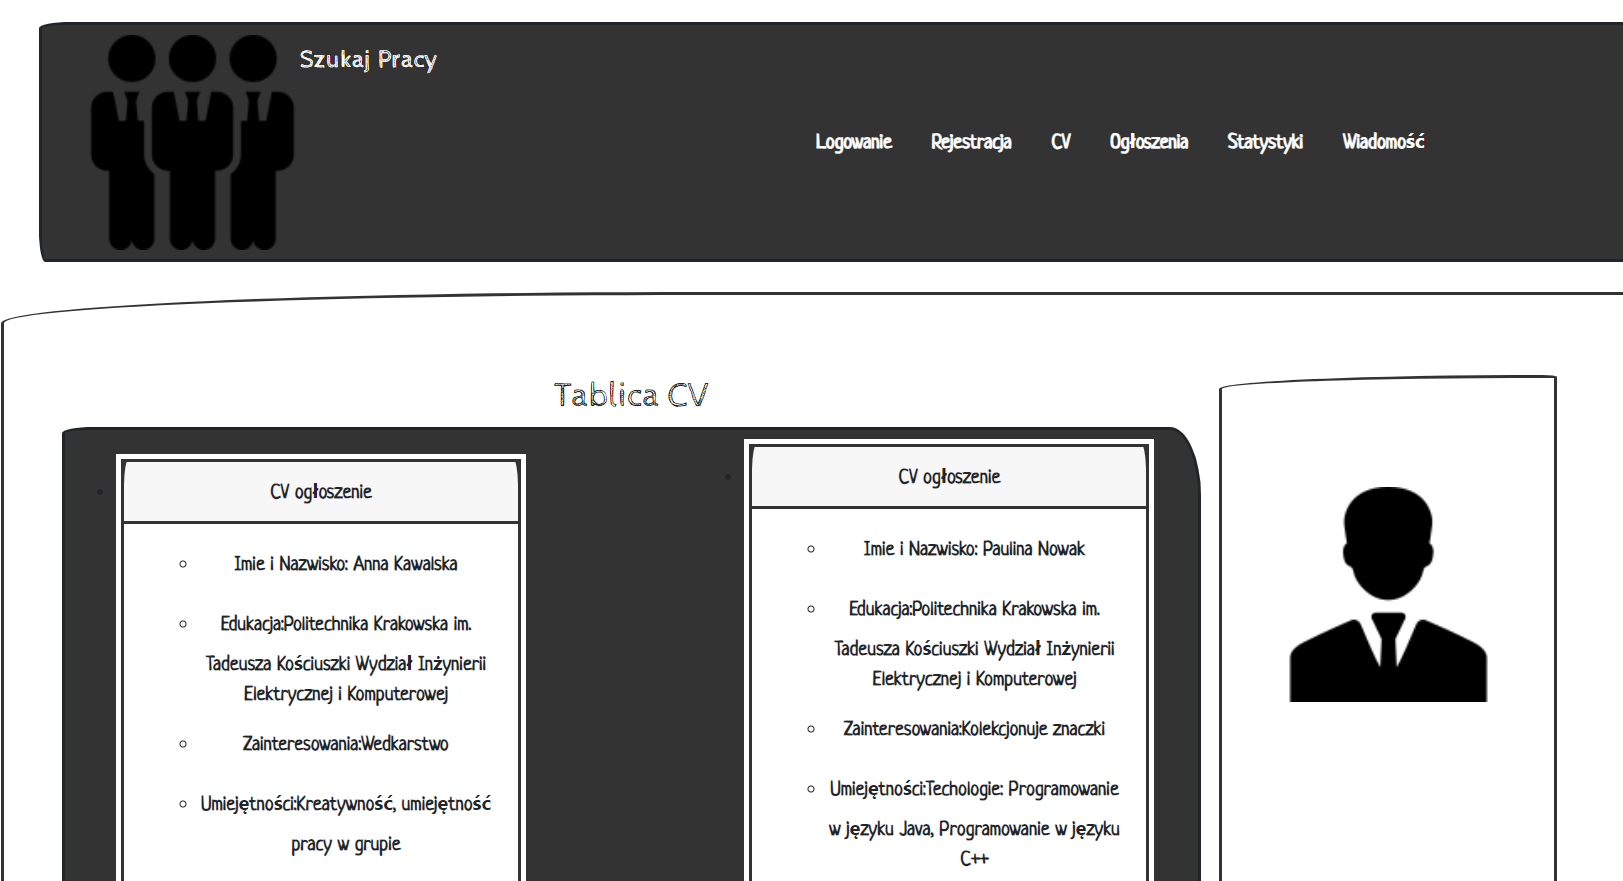 Szukaj Pracy
Logowanie Rejestracja CV Ogłoszenia Statystyki Wiadomość
Tablica CV
CV ogłoszenie
Imie i Nazwisko: Anna Kawalska
Edukacja:Politechnika Krakowska im.
Tadeusza Kościuszki Wydział Inżynierii
Elektrycznej i Komputerowej
Zainteresowania:Wedkarstwo
Umiejętności:Kreatywność, umiejętność
pracy w grupie
CV ogłoszenie
Imie i Nazwisko: Paulina Nowak
Edukacja:Politechnika Krakowska im.
Tadeusza Kościuszki Wydział Inżynierii
Elektrycznej i Komputerowej
Zainteresowania:Kolekcjonuje znaczki
Umiejętności:Techologie: Programowanie
w języku Java, Programowanie w języku
C++